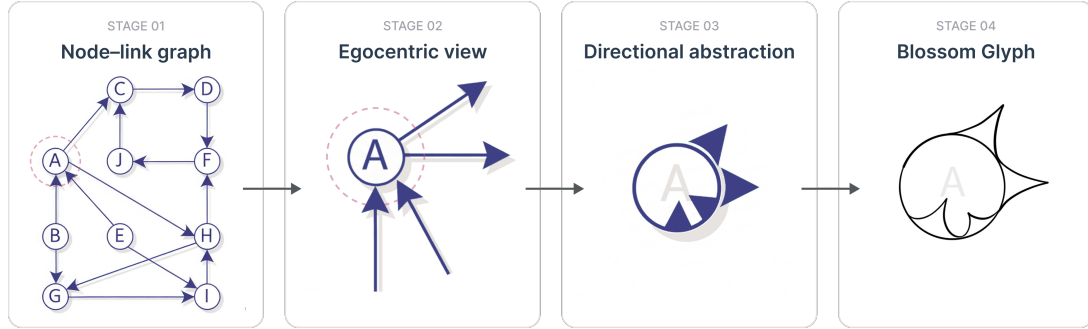 STAGE 01
Node–link graph
C
D
A
J
F
B
E
H
G
I
STAGE 02
Egocentric view
A
STAGE 03
Directional abstraction
A
STAGE 04
Blossom Glyph
A